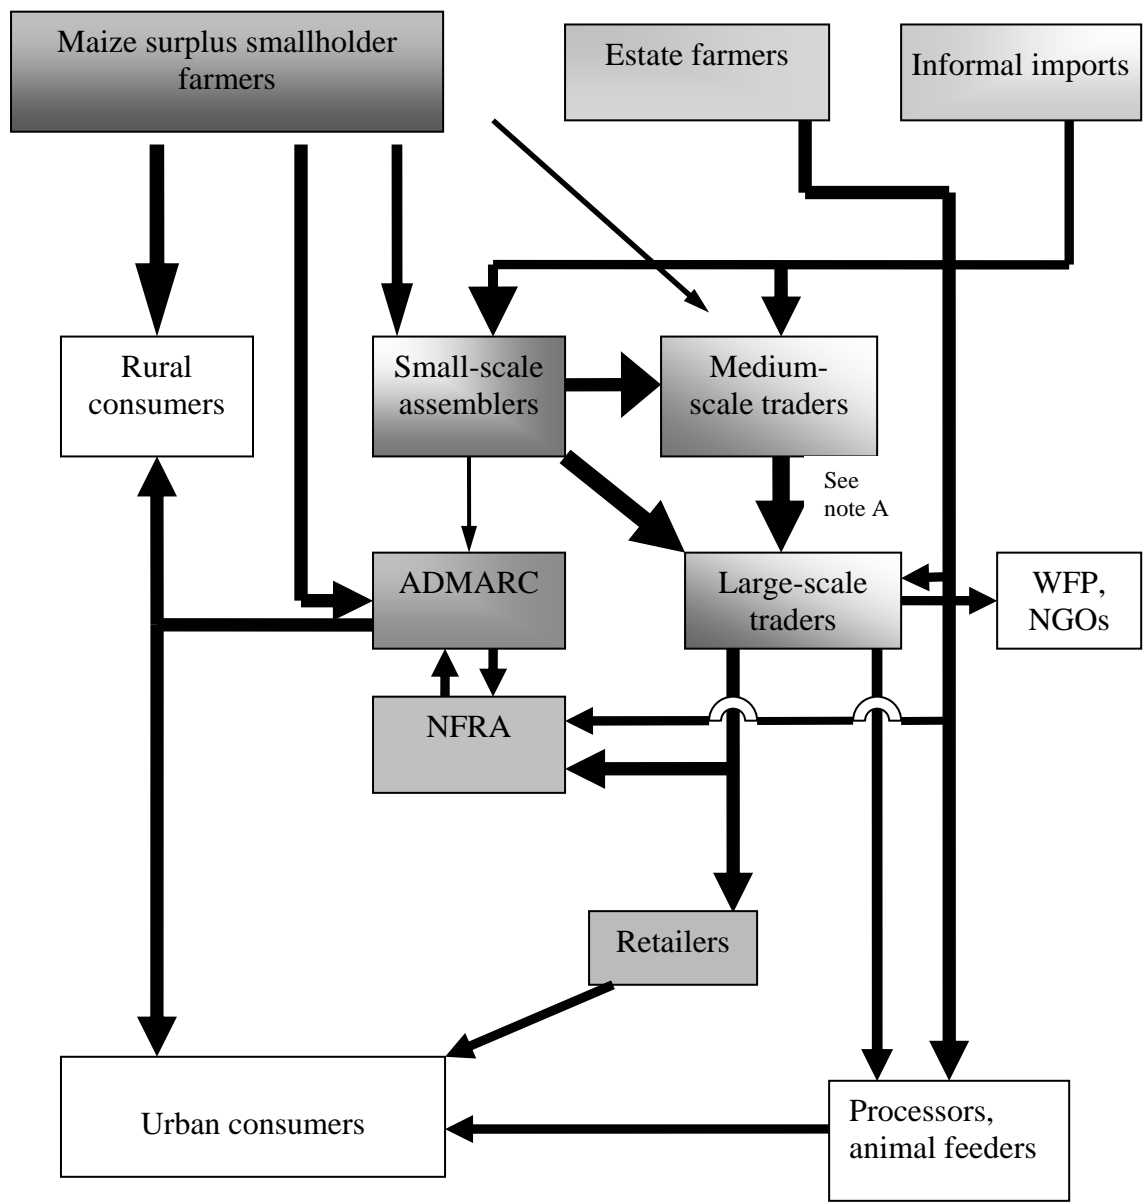 Maize surplus smallholder
farmers
Estate farmers
Informal imports
Rural
consumers
Small-scale
assemblers
Medium-
scale traders
See
note A
ADMARC
Large-scale
traders
WFP,
NGOs
NFRA
Retailers
Urban consumers
Processors,
animal feeders